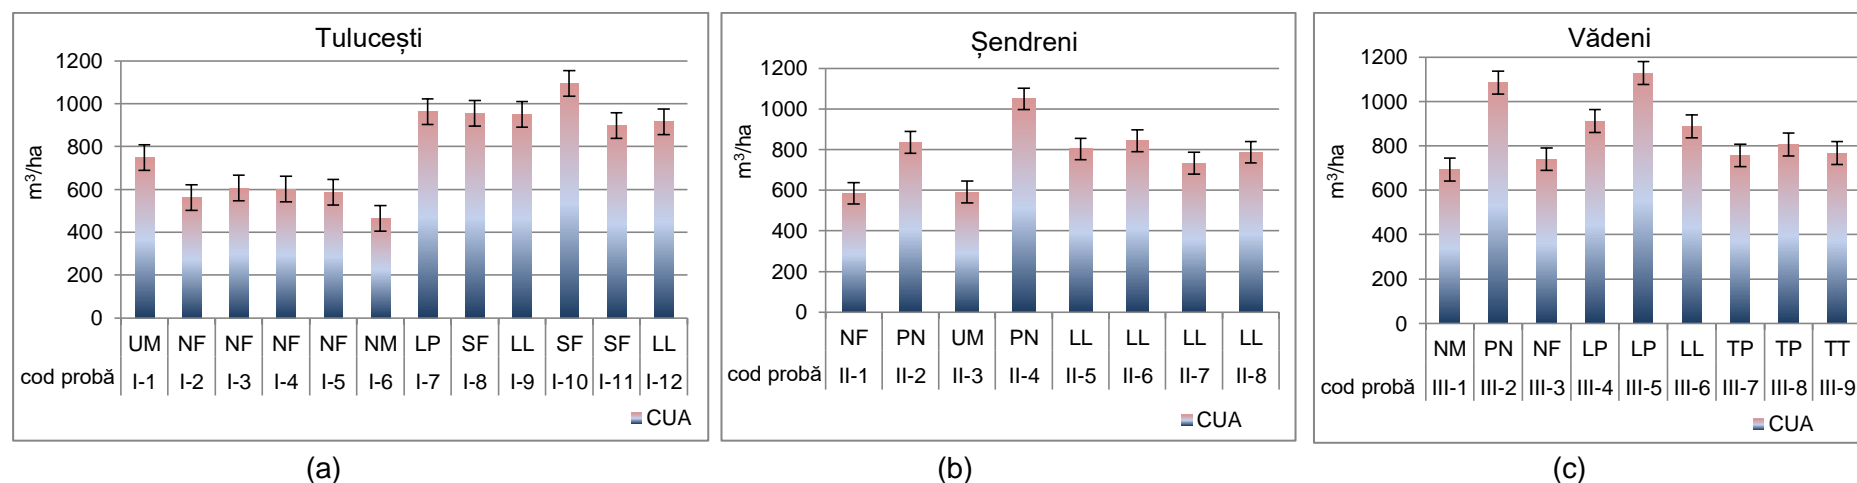 Tulucești
m³/ha
1200
1000
800
600
400
200
0
UM NF NF NF NF NM LP SF LL SF SF LL
cod probă I-1 I-2 I-3 I-4 I-5 I-6 I-7 I-8 I-9 I-10 I-11 I-12
CUA
(a)
Șendreni
m³/ha
1200
1000
800
600
400
200
0
NF PN UM PN LL LL LL LL
cod probă II-1 II-2 II-3 II-4 II-5 II-6 II-7 II-8
CUA
(b)
Vădeni
m³/ha
1200
1000
800
600
400
200
0
NM PN NF LP LP LL TP TP TT
cod probă III-1 III-2 III-3 III-4 III-5 III-6 III-7 III-8 III-9
CUA
(c)